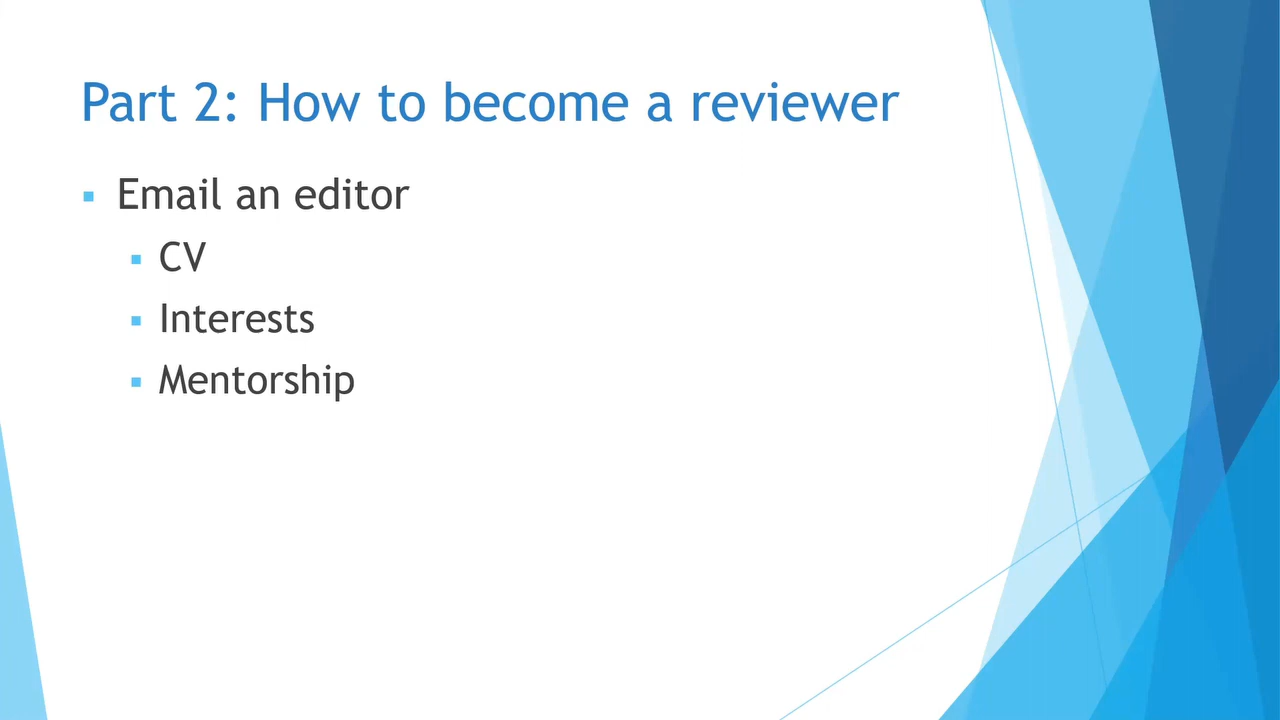 Part 2: How to become a reviewer
Email an editor
CV
Interests
Mentorship